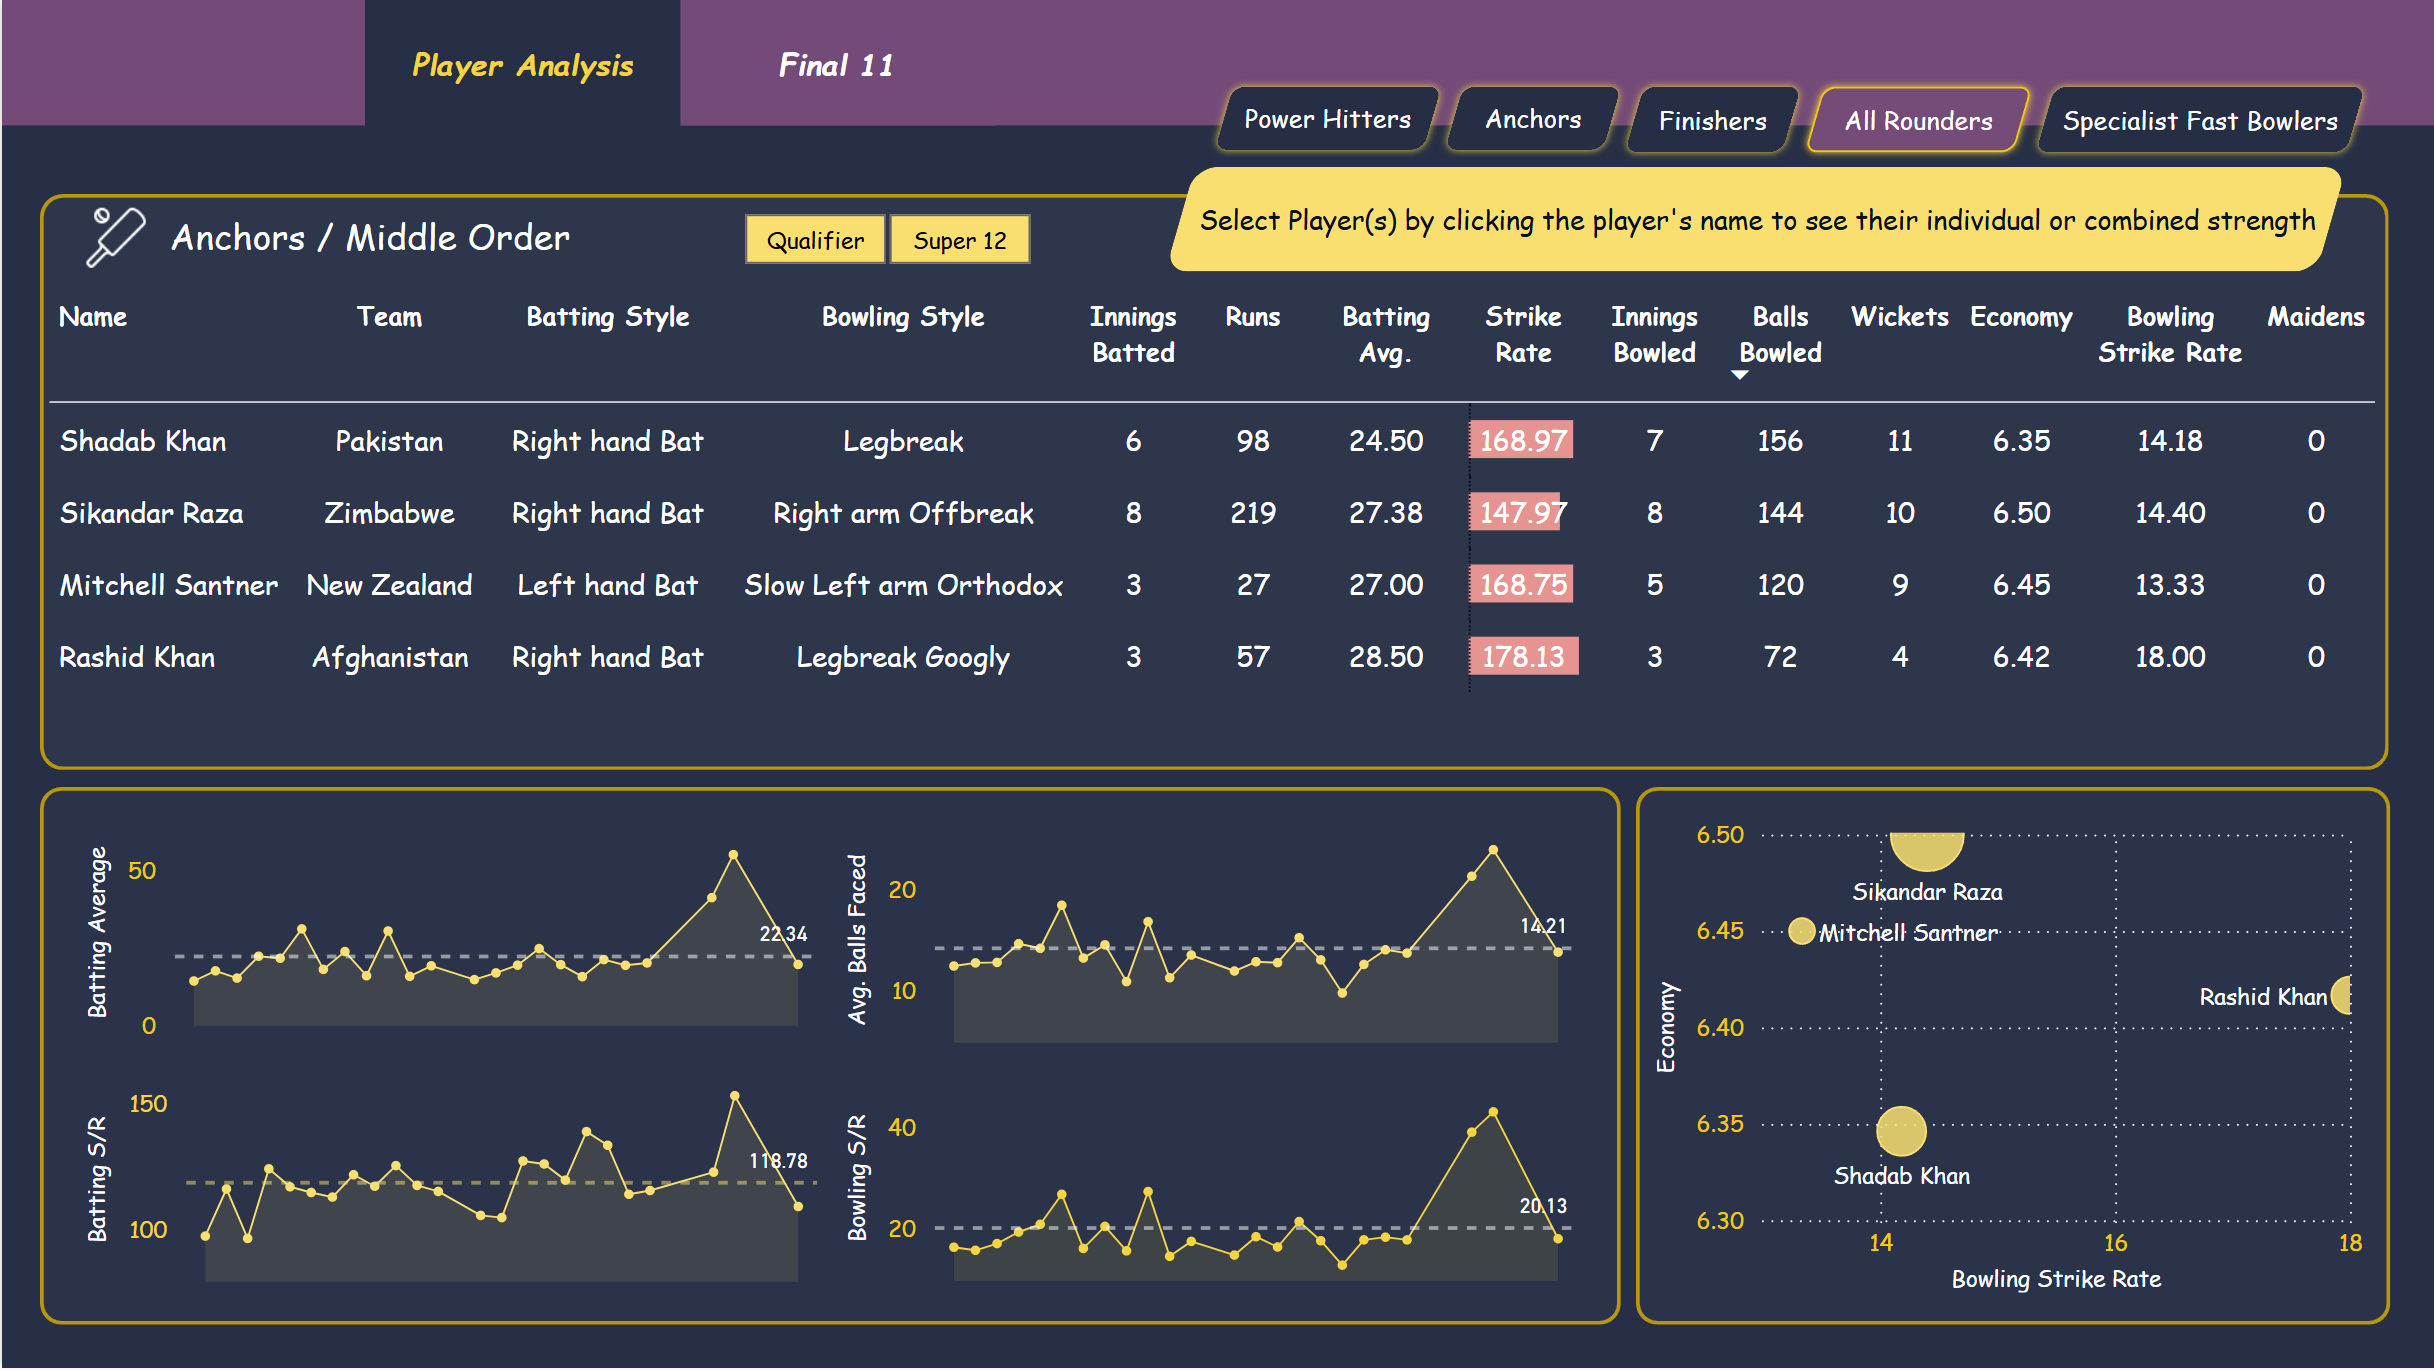 Player Analysis
Final 11
Power Hitters
Anchors
Finishers
All Rounders
Specialist Fast Bowlers
Select Player(s) by clicking the player's name to see their individual or combined strength
Anchors / Middle Order
Qualifier
Super 12
Name Team Batting Style Bowling Style Innings Runs Batting Strike Innings Balls Wickets Economy Bowling Maidens
Batted Avg. Rate Bowled Bowled Strike Rate
Shadab Khan Pakistan Right hand Bat Legbreak 6 98 24.50 168.97 7 156 11 6.35 14.18 0
Sikandar Raza Zimbabwe Right hand Bat Right arm Offbreak 8 219 27.38 147.97 8 144 10 6.50 14.40 0
Mitchell Santner New Zealand Left hand Bat Slow Left arm Orthodox 3 27 27.00 168.75 5 120 9 6.45 13.33 0
Rashid Khan Afghanistan Right hand Bat Legbreak Googly 3 57 28.50 178.13 3 72 4 6.42 18.00 0
Batting Average
50
0
22.34
Avg. Balls Faced
20
10
14.21
Batting S/R
150
100
118.78
Bowling S/R
40
20
20.13
Economy
6.50
6.45
6.40
6.35
6.30
Sikandar Raza
Mitchell Santner
Rashid Khan
Shadab Khan
14
16
18
Bowling Strike Rate